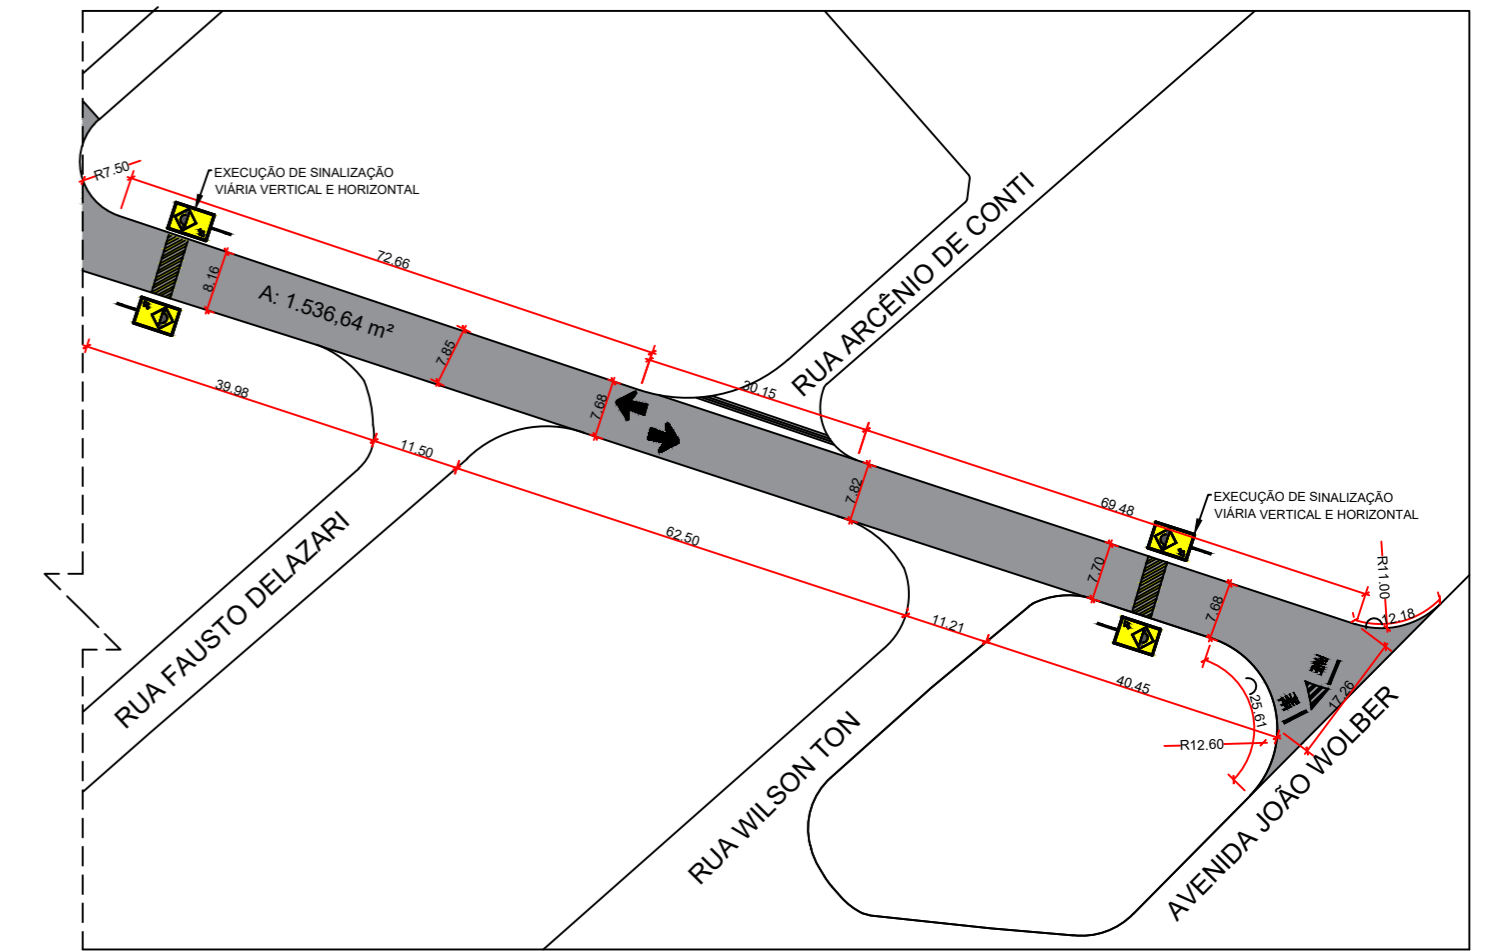 R7.50
EXECUÇÃO DE SINALIZAÇÃO
VIÁRIA VERTICAL E HORIZONTAL
72.66
8.16
A: 1.536,64 m²
7.85
39.98
7.68
30.15
RUA ARCÊNIO DE CONTI
11.50
7.82
62.50
69.48
EXECUÇÃO DE SINALIZAÇÃO
VIÁRIA VERTICAL E HORIZONTAL
RUA FAUSTO DELAZARI
7.70
7.68
R11.00
12.18
11.21
40.45
25.61
17.26
R12.60
RUA WILSON TON
AVENIDA JOÃO WOLBER